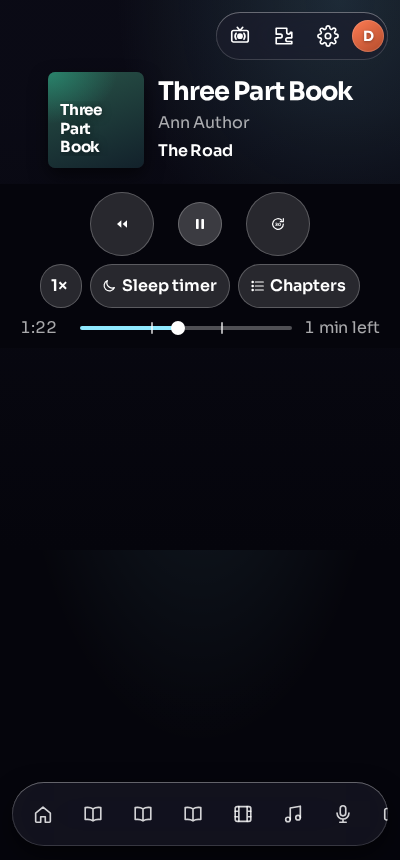 D
Three
Part
Book
Three Part Book
Ann Author
The Road
30
1×
Sleep timer
Chapters
1:22
1 min left